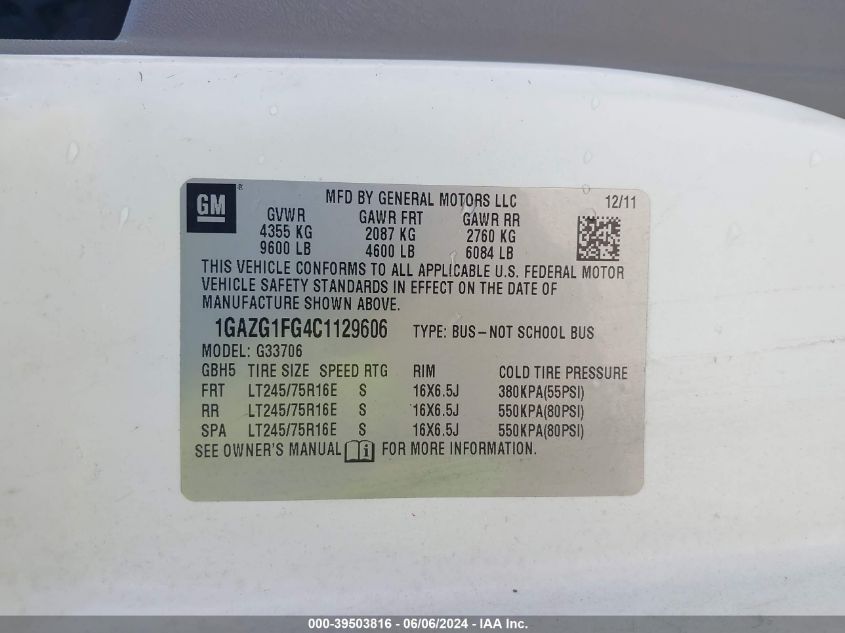 GM ® MFD BY GENERAL MOTORS LLC 12/11
GVWR GAWR FRT GAWR RR
4355 KG 2087 KG 2760 KG
9600 LB 4600 LB 6084 LB
THIS VEHICLE CONFORMS TO ALL APPLICABLE U.S. FEDERAL MOTOR
VEHICLE SAFETY STANDARDS IN EFFECT ON THE DATE OF
MANUFACTURE SHOWN ABOVE.
1GAZG1FG4C1129606 TYPE: BUS-NOT SCHOOL BUS
MODEL: G33706
GBH5 TIRE SIZE SPEED RTG RIM COLD TIRE PRESSURE
FRT LT245/75R16E S 16X6.5J 380KPA(55PSI)
RR LT245/75R16E S 16X6.5J 550KPA(80PSI)
SPA LT245/75R16E S 16X6.5J 550KPA(80PSI)
SEE OWNER'S MANUAL i FOR MORE INFORMATION.
000-39503816 - 06/06/2024 - IAA Inc.